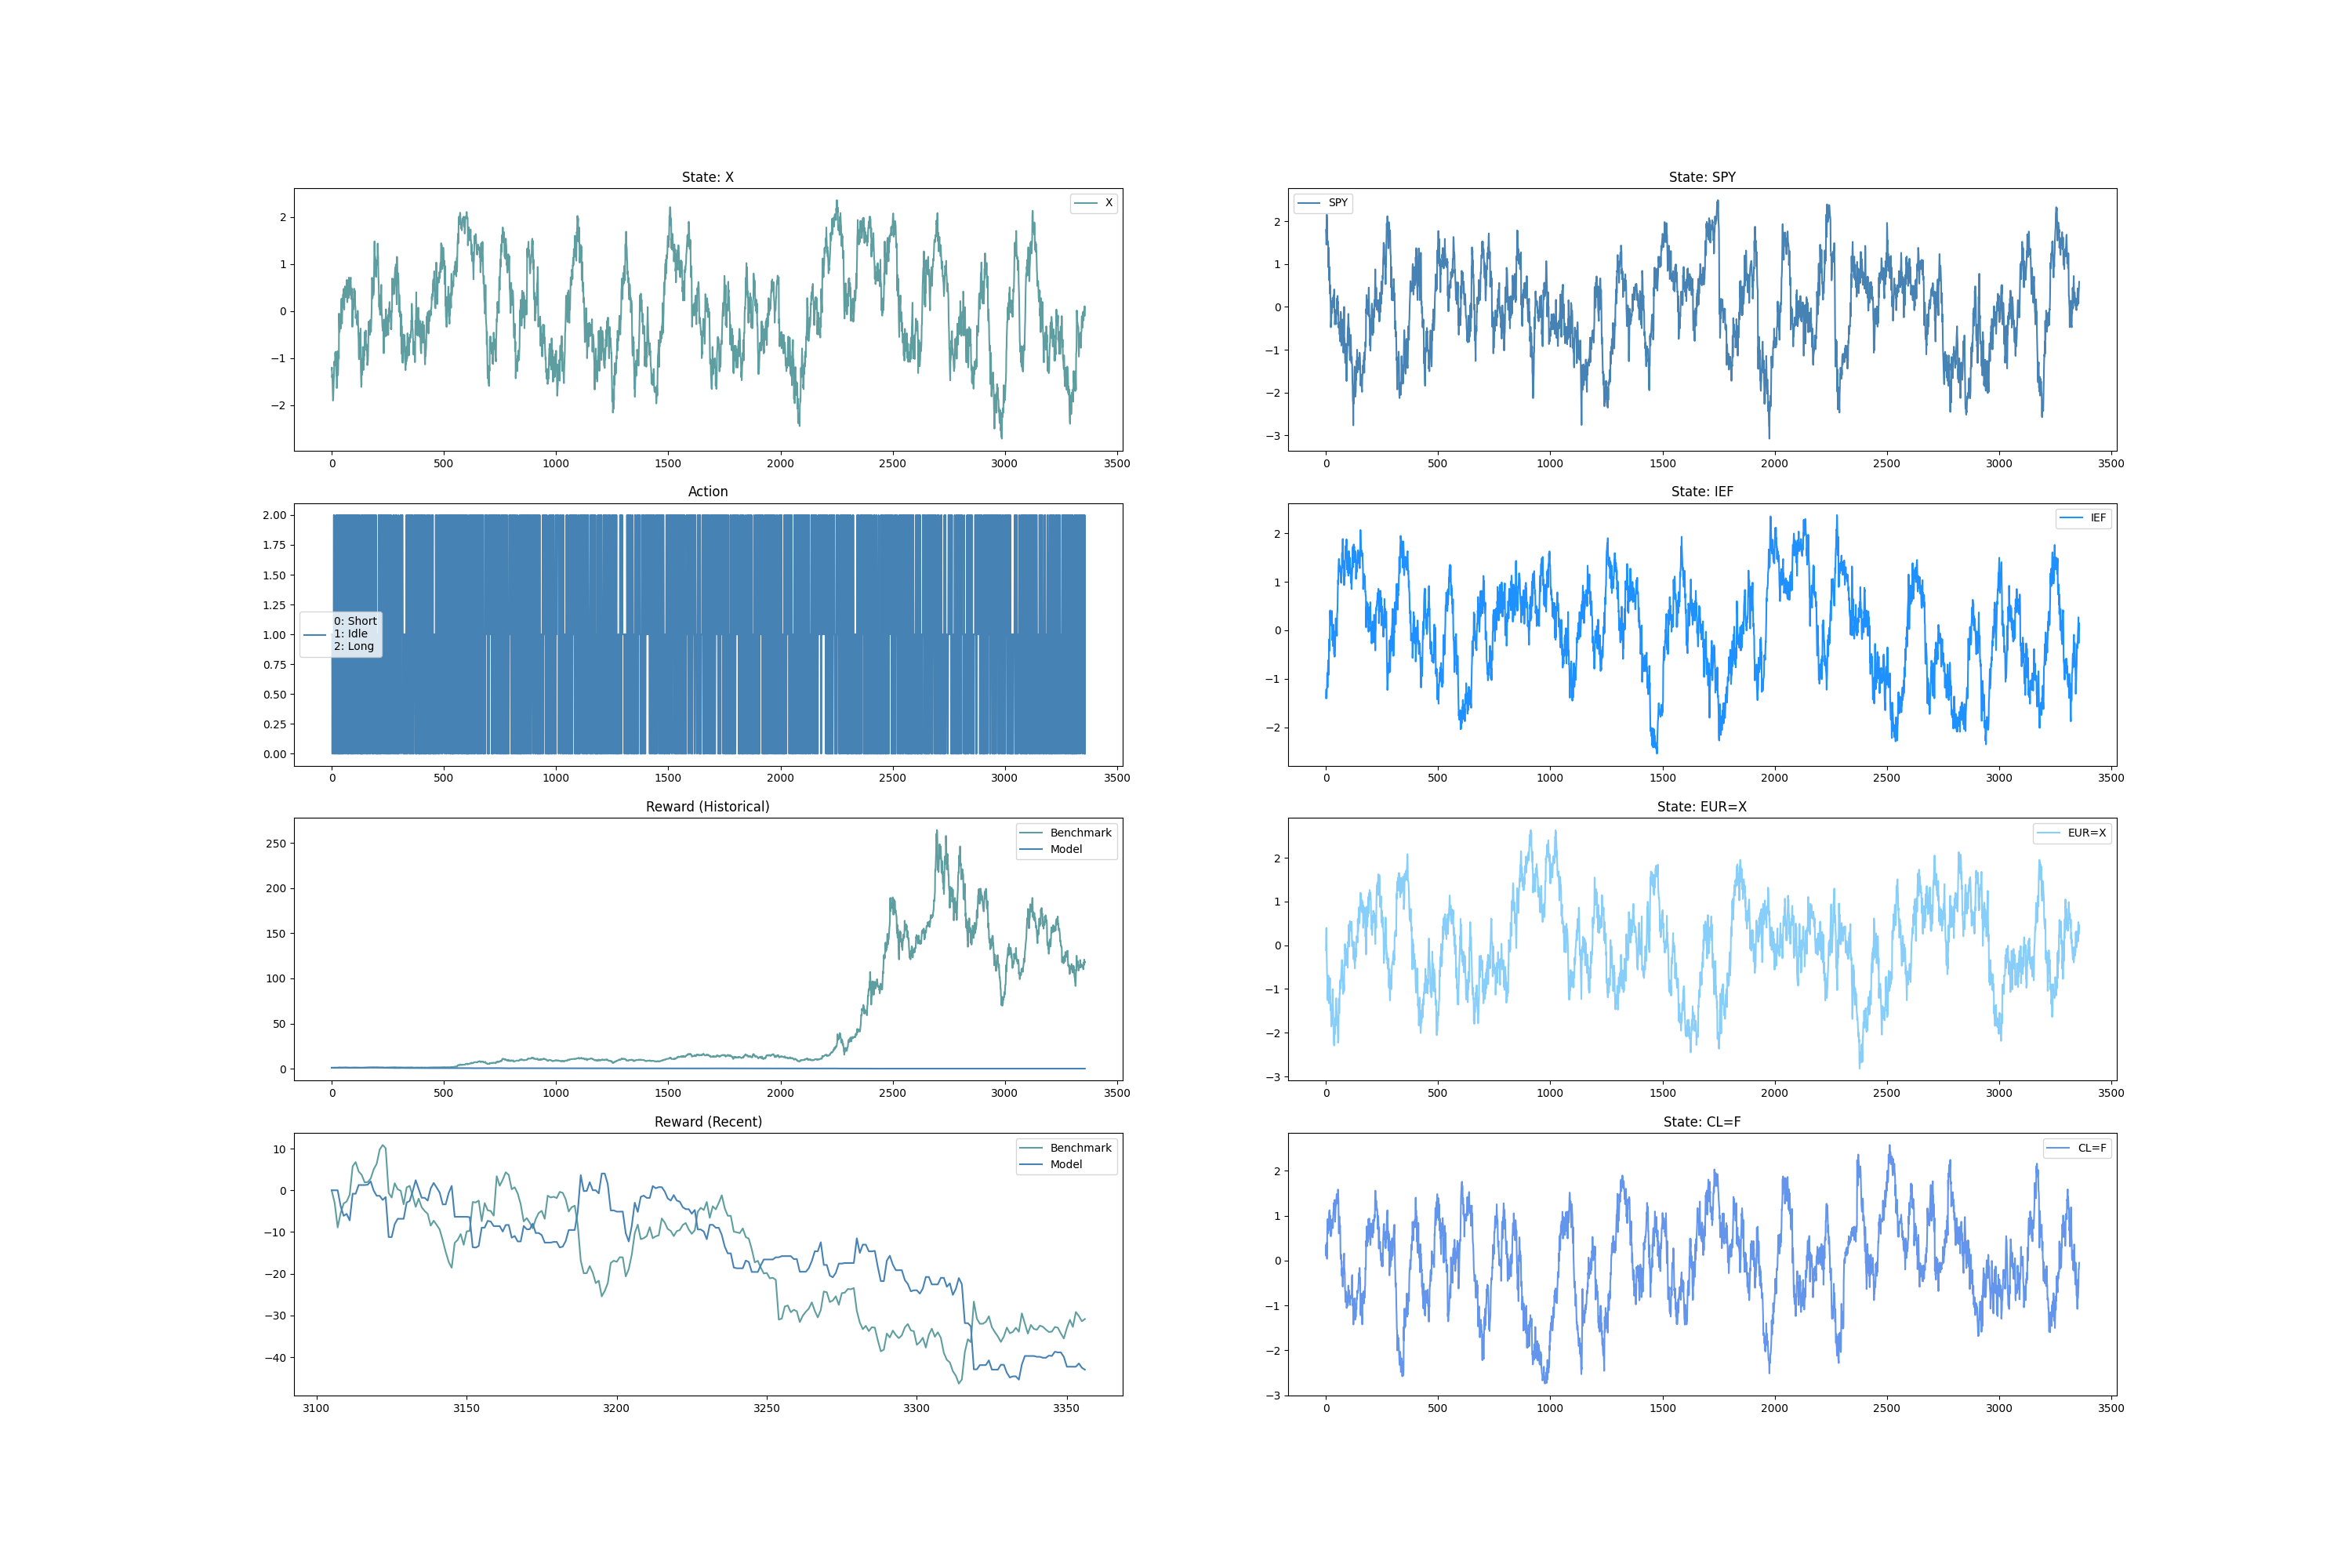 State: X
X
2
1
0
−1
−2
0 500 1000 1500 2000 2500 3000 3500
State: SPY
SPY
2
1
0
−1
−2
−3
0 500 1000 1500 2000 2500 3000 3500
Action
2.00
1.75
1.50
1.25
1.00
0.75
0.50
0.25
0.00
0: Short
1: Idle
2: Long
0 500 1000 1500 2000 2500 3000 3500
State: IEF
IEF
2
1
0
−1
−2
0 500 1000 1500 2000 2500 3000 3500
Reward (Historical)
Benchmark
Model
250
200
150
100
50
0
0 500 1000 1500 2000 2500 3000 3500
State: EUR=X
EUR=X
2
1
0
−1
−2
−3
0 500 1000 1500 2000 2500 3000 3500
Reward (Recent)
Benchmark
Model
10
0
−10
−20
−30
−40
3100 3150 3200 3250 3300 3350
State: CL=F
CL=F
2
1
0
−1
−2
−3
0 500 1000 1500 2000 2500 3000 3500